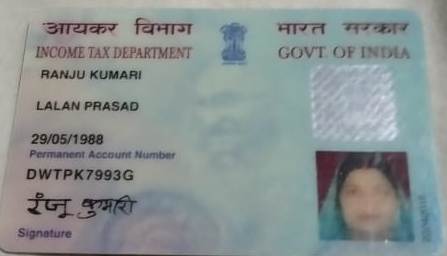 आयकर विभाग
INCOME TAX DEPARTMENT
भारत सरकार
GOVT. OF INDIA
RANJU KUMARI
LALAN PRASAD
29/05/1988
Permanent Account Number
DWTPK7993G
रंजू कुमारी
Signature